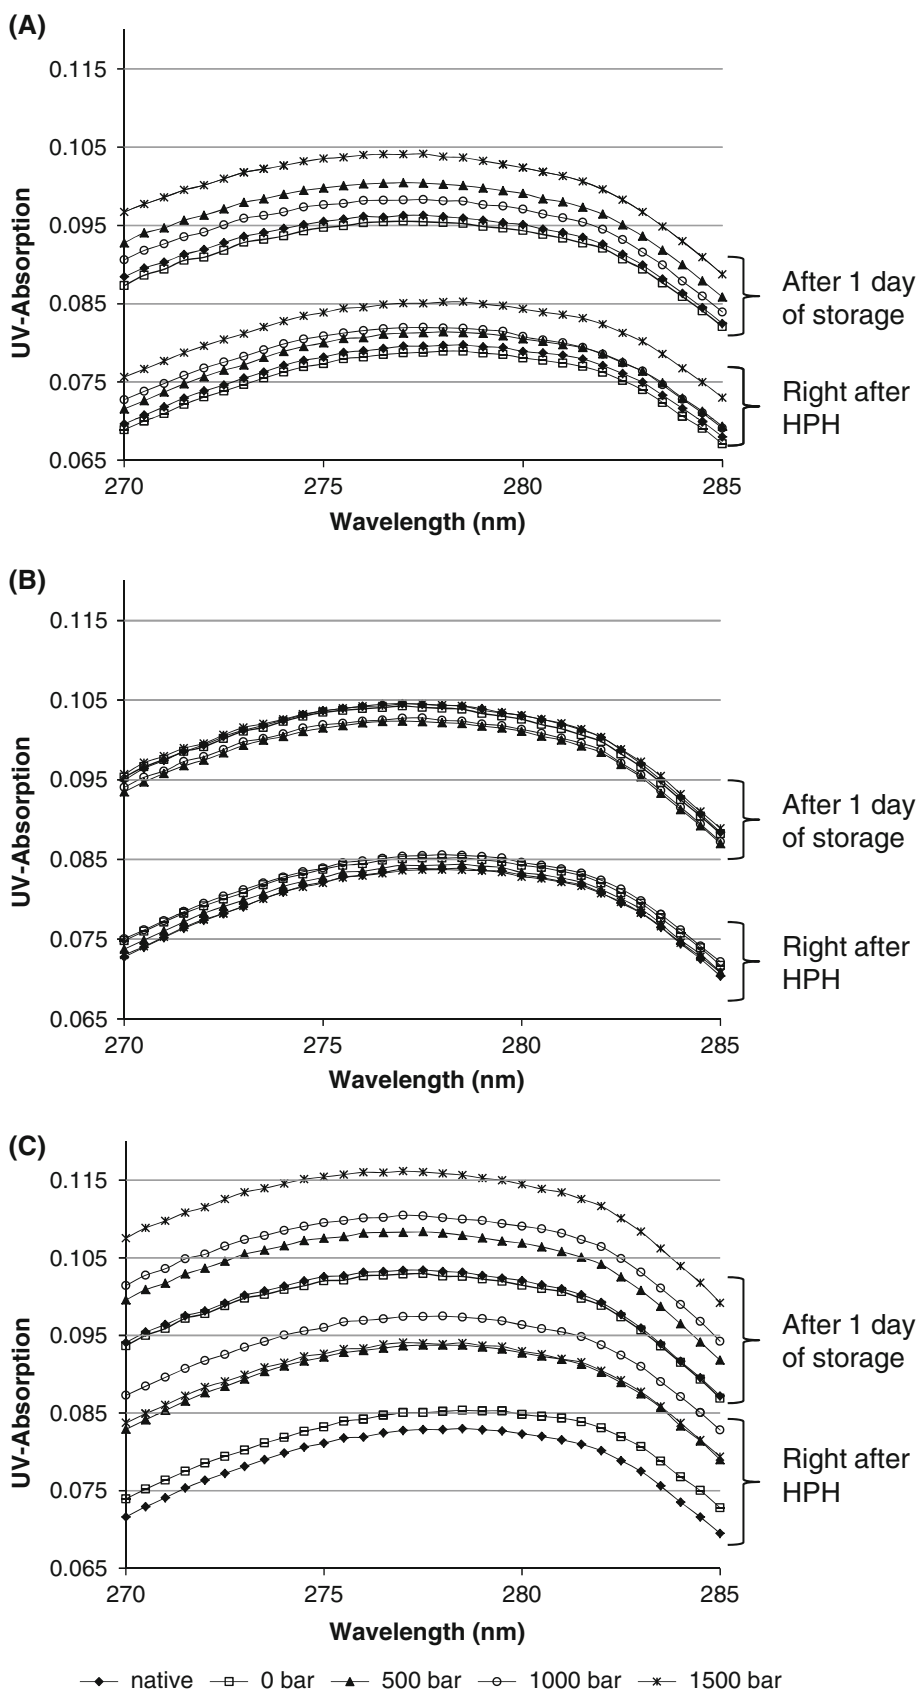 (A)
0.115
0.105
0.095
0.085
0.075
0.065
UV-Absorption
270
275
280
285
Wavelength (nm)
After 1 day
of storage
Right after
HPH
(B)
0.115
0.105
0.095
0.085
0.075
0.065
UV-Absorption
270
275
280
285
Wavelength (nm)
After 1 day
of storage
Right after
HPH
(C)
0.115
0.105
0.095
0.085
0.075
0.065
UV-Absorption
270
275
280
285
Wavelength (nm)
After 1 day
of storage
Right after
HPH
native 0 bar 500 bar 1000 bar 1500 bar